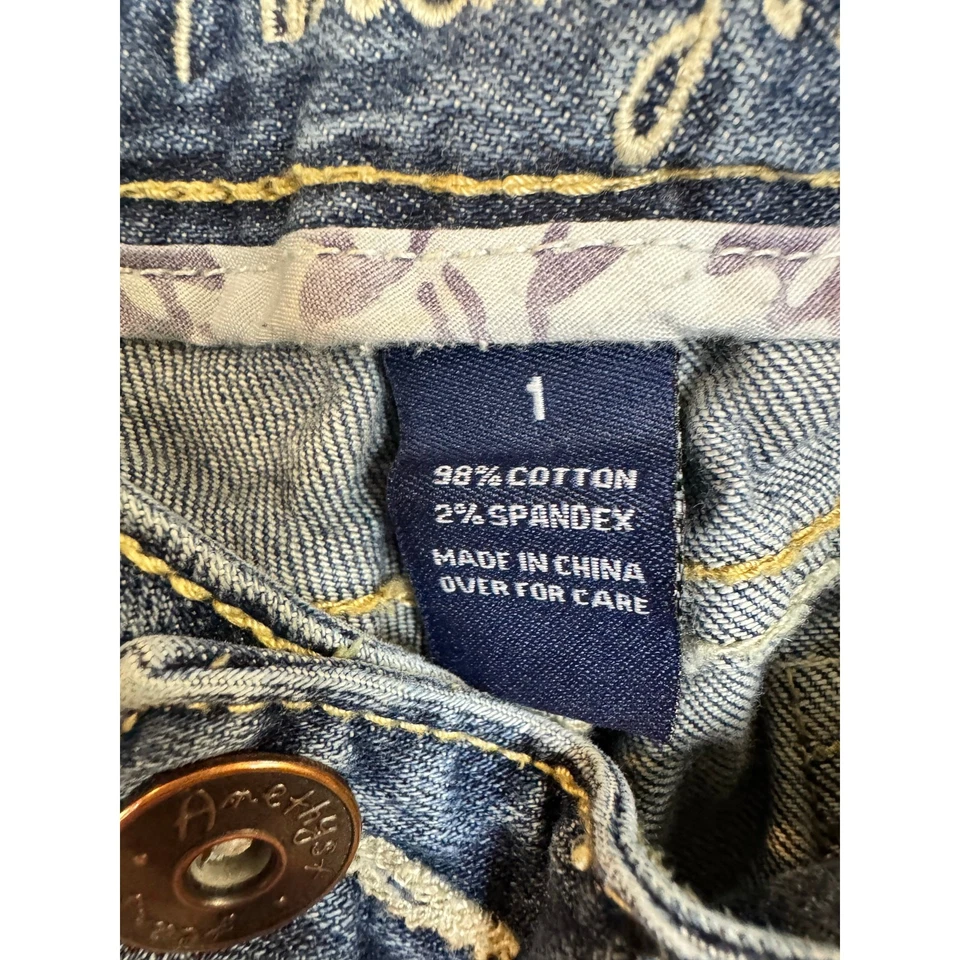 1
98% COTTON
2% SPANDEX
MADE IN CHINA
OVER FOR CARE
Amethyst